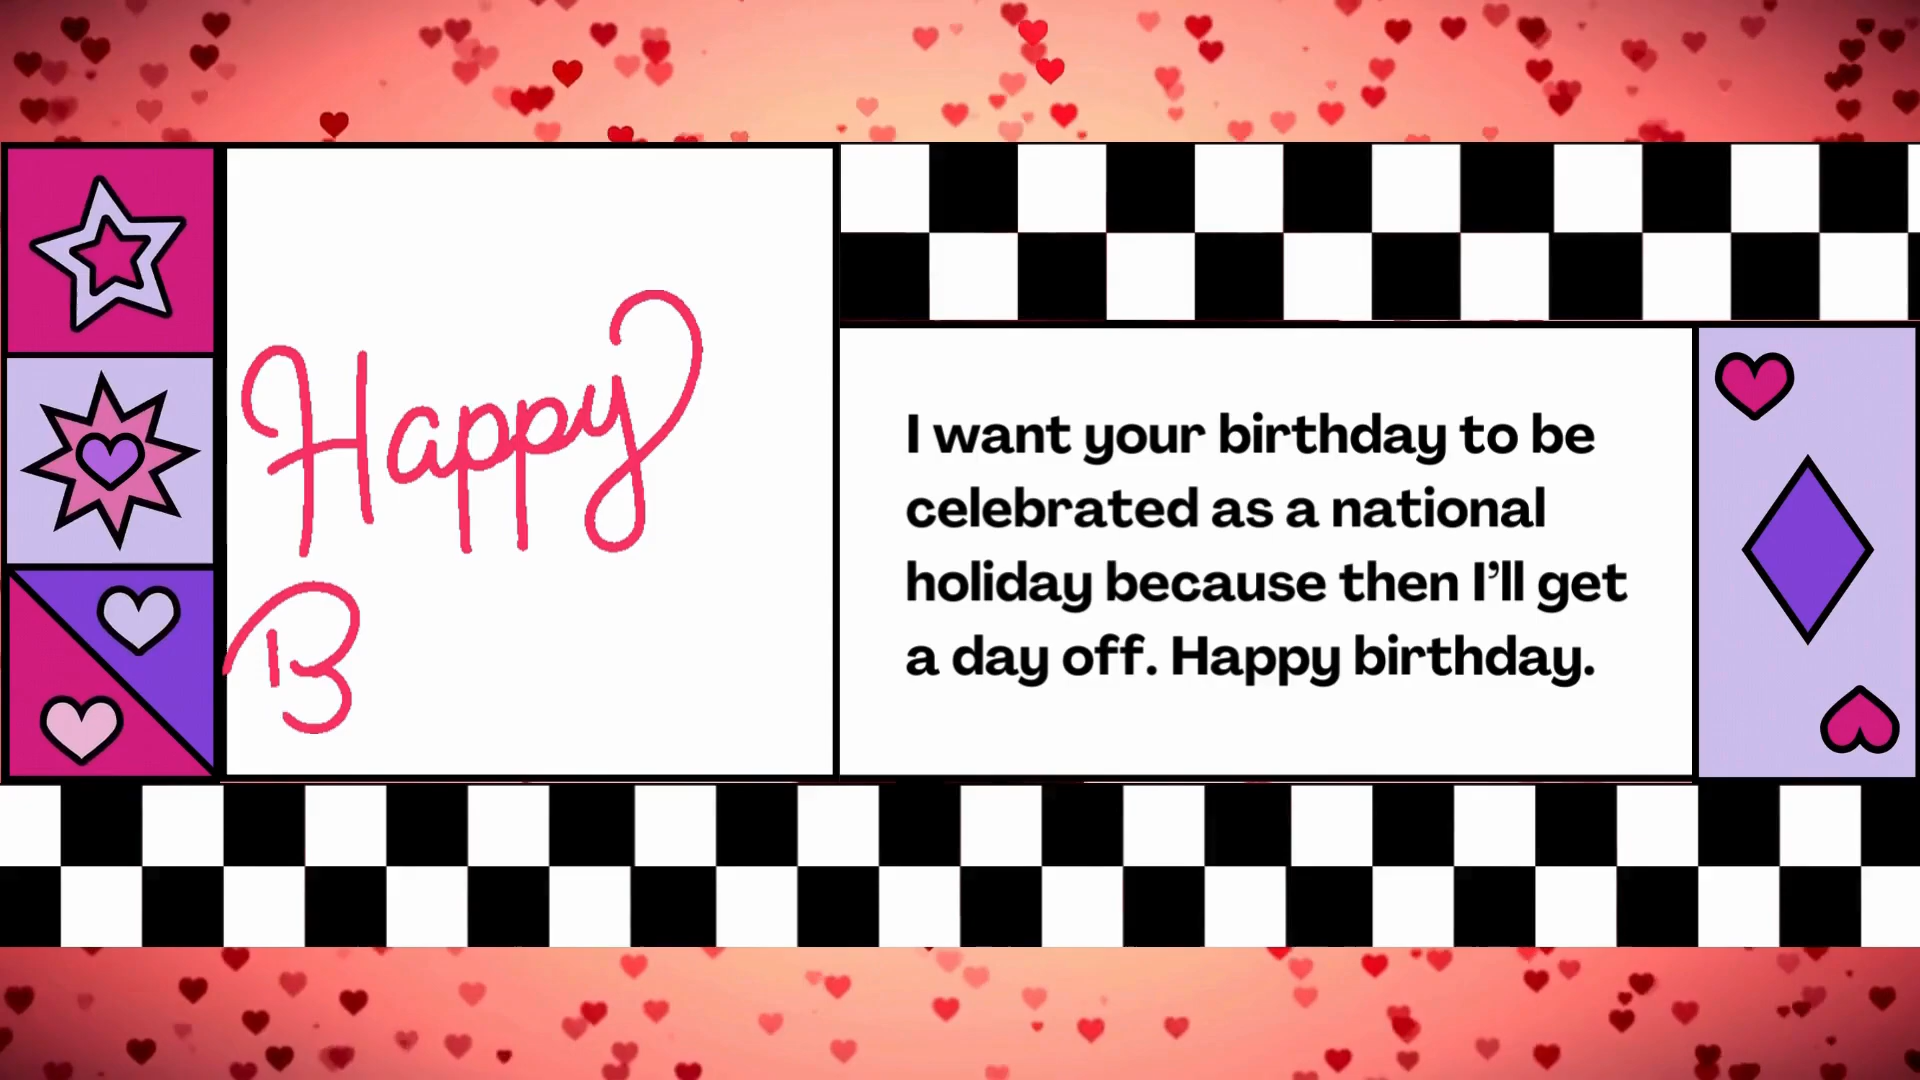 Happy
B
I want your birthday to be
celebrated as a national
holiday because then I’ll get
a day off. Happy birthday.